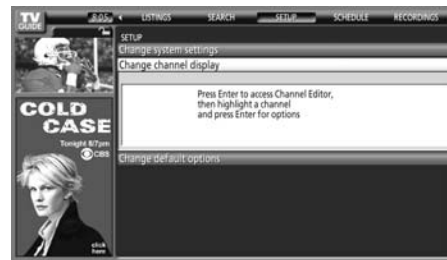 TV
GUIDE
8:05
LISTINGS
SEARCH
SETUP
SCHEDULE
RECORDINGS
SETUP
Change system settings
Change channel display
Press Enter to access Channel Editor,
then highlight a channel
and press Enter for options
Change default options
COLD
CASE
Tonight 8/7pm
CBS
click
here